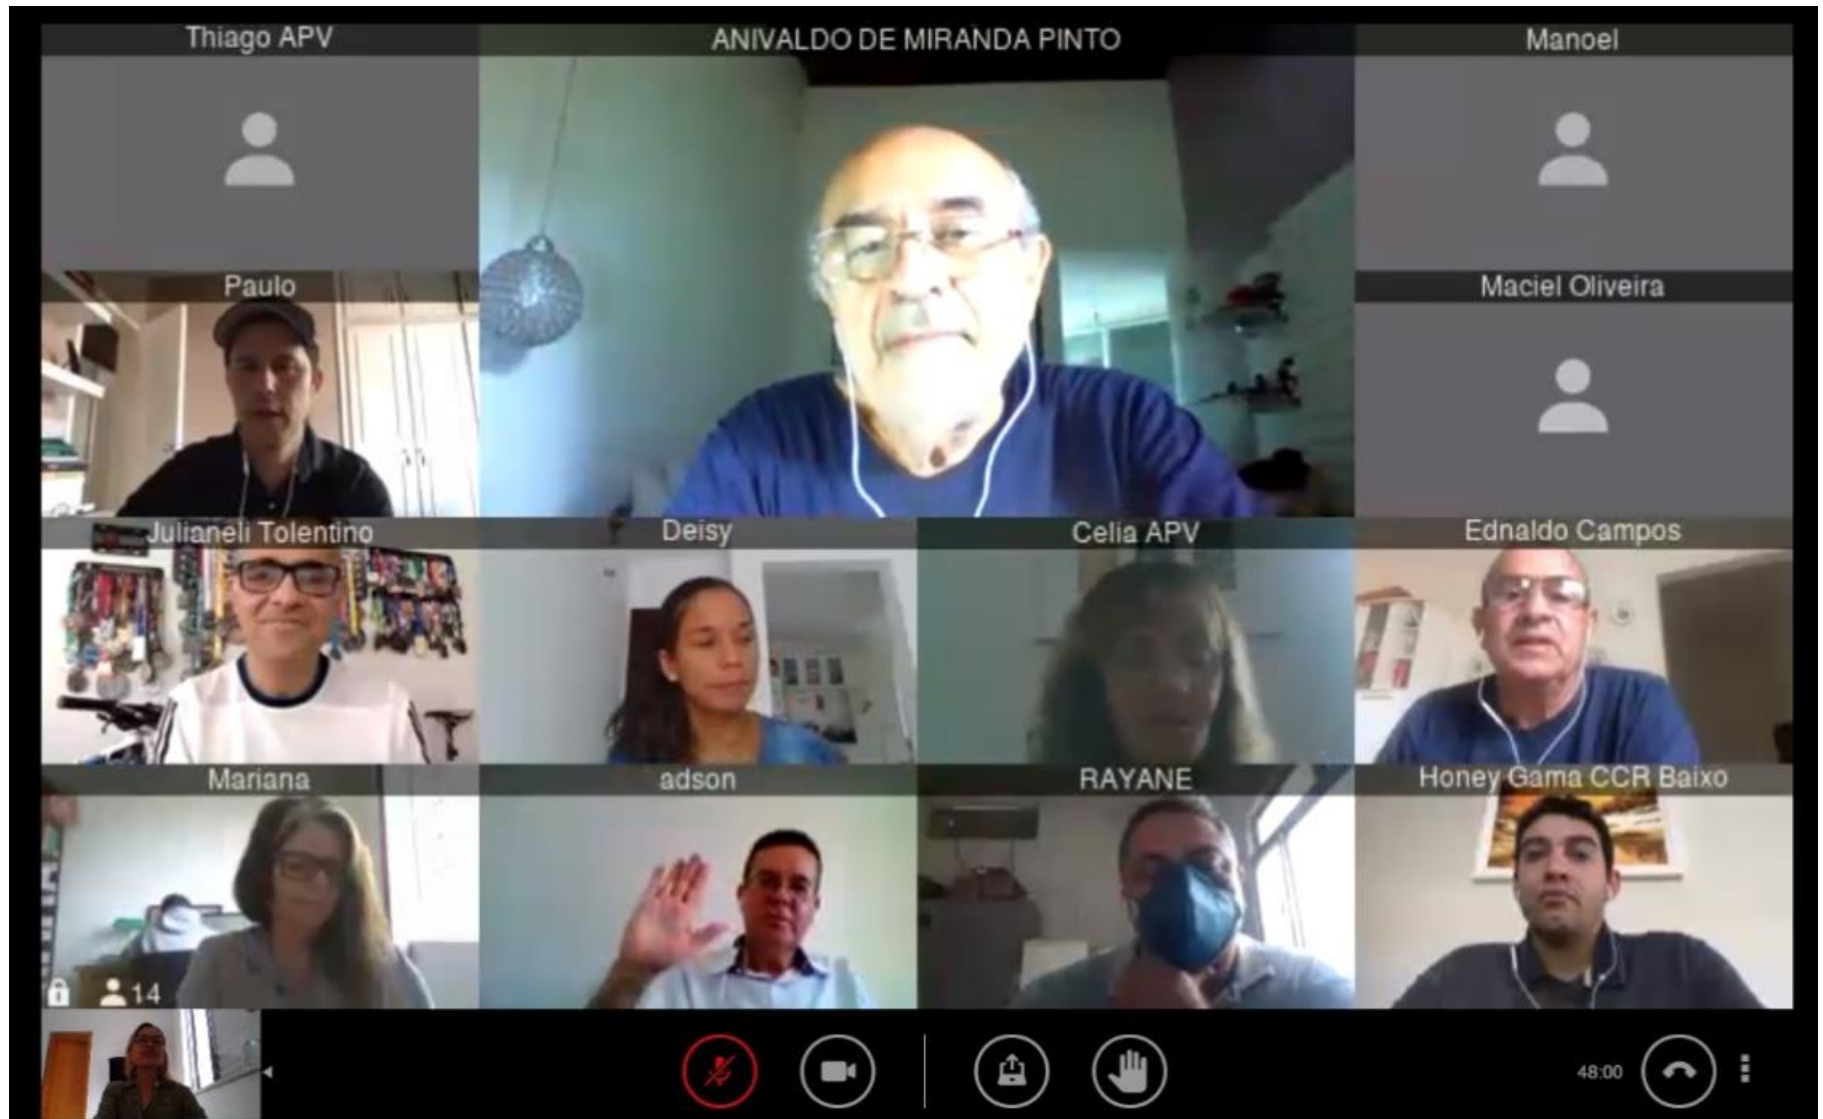 Thiago APV
ANIVALDO DE MIRANDA PINTO
Manoel
Paulo
Maciel Oliveira
Julianeli Tolentino
Deisy
Celia APV
Ednaldo Campos
Mariana
adson
RAYANE
Honey Gama CCR Baixo
14
48:00